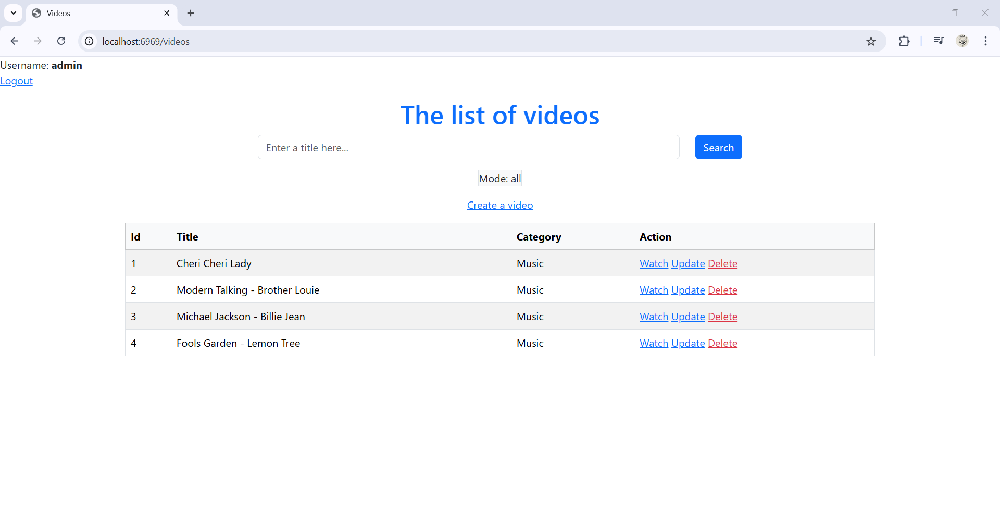 Videos
localhost:6969/videos
Username: admin
Logout
The list of videos
Enter a title here...
Search
Mode: all
Create a video
Id Title Category Action
1 Cheri Cheri Lady Music Watch Update Delete
2 Modern Talking - Brother Louie Music Watch Update Delete
3 Michael Jackson - Billie Jean Music Watch Update Delete
4 Fools Garden - Lemon Tree Music Watch Update Delete